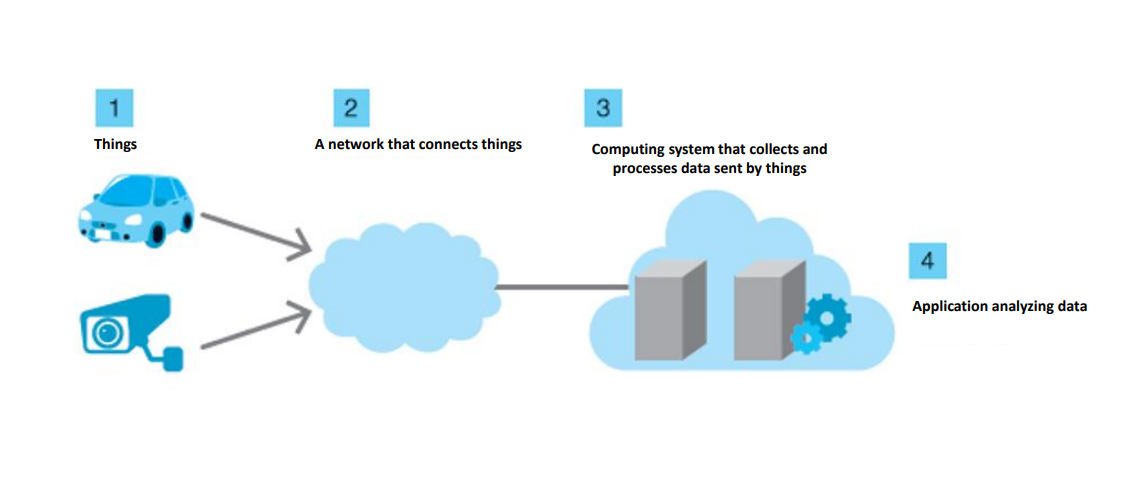 1
Things
2
A network that connects things
3
Computing system that collects and
processes data sent by things
4
Application analyzing data